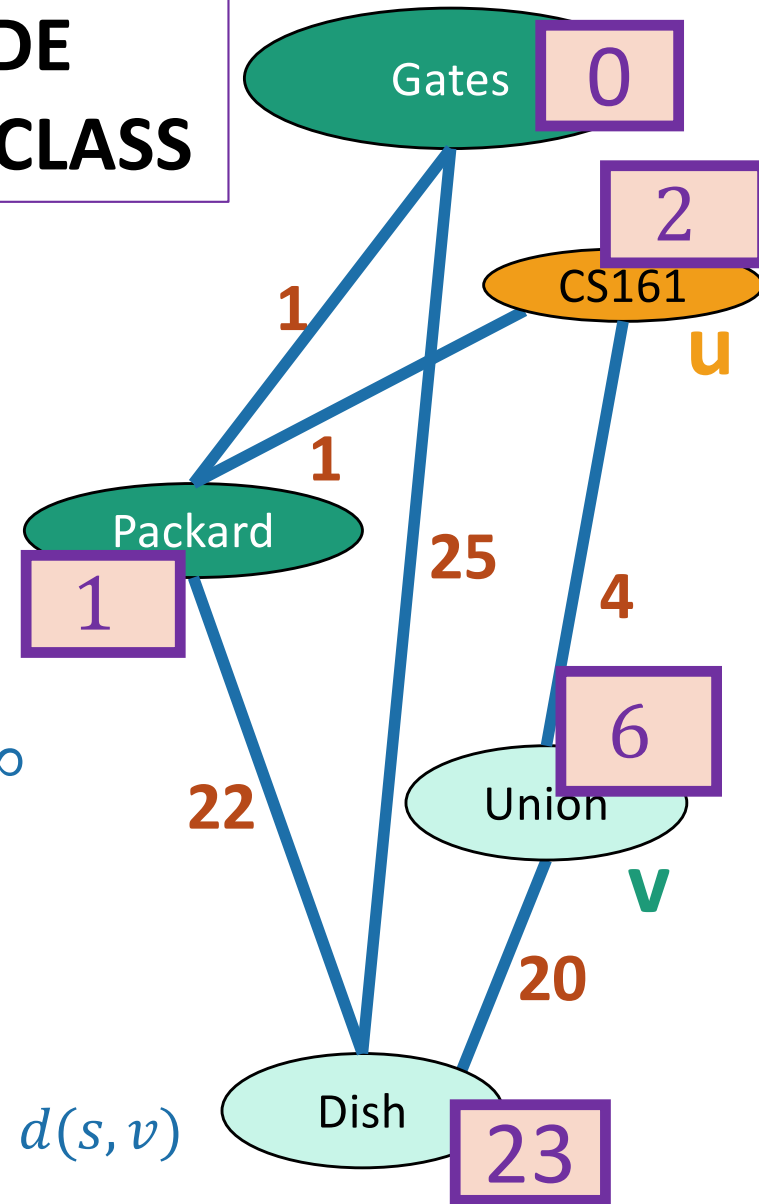 DE
CLASS
Gates
0
2
CS161
u
1
1
Packard
1
25
4
6
Union
v
22
20
Dish
23
d(s, v)